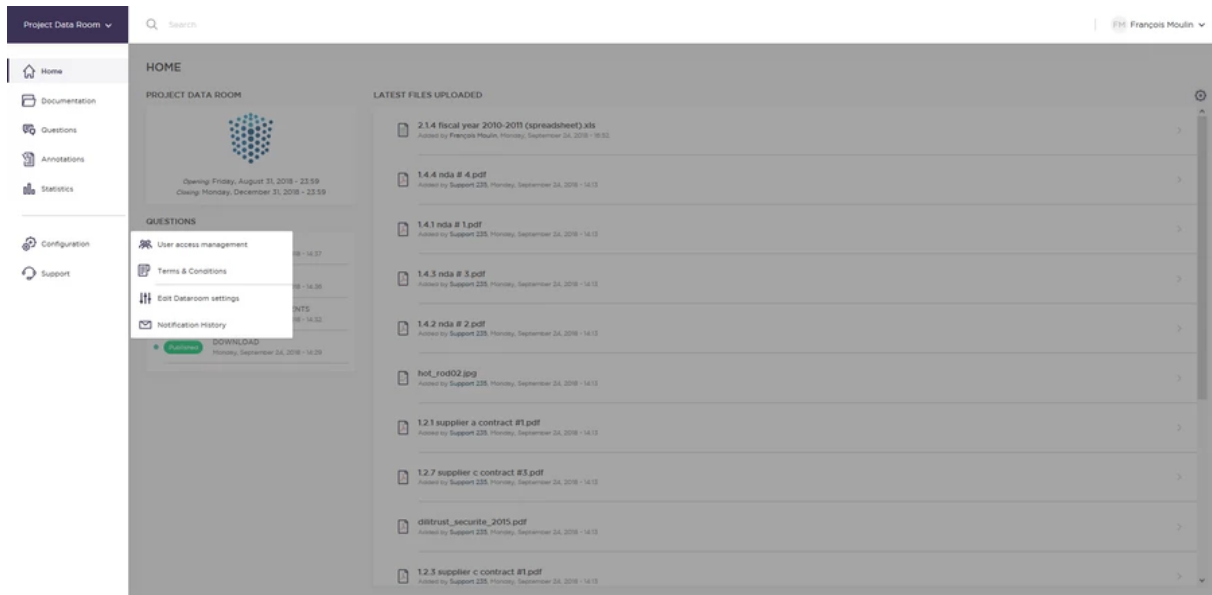 Project Data Room
Search
FM François Moulin
Home
Documentation
Questions
Annotations
Statistics
Configuration
Support
HOME
PROJECT DATA ROOM
Opening: Friday, August 31, 2018 - 23:59
Closing: Monday, December 31, 2018 - 23:59
QUESTIONS
User access management
Terms & Conditions
Edit Dataroom settings
Notification History
18 - 14:37
18 - 14:38
ENTS
18 - 14:32
Published DOWNLOAD
Monday, September 24, 2018 - 14:29
LATEST FILES UPLOADED
2.1.4 fiscal year 2010-2011 (spreadsheet).xls
Added by François Moulin, Monday, September 24, 2018 -
1.4.4 nda # 4.pdf
Added by Support 235, Monday, September 24, 2018 - 14:13
1.4.1 nda # 1.pdf
Added by Support 235, Monday, September 24, 2018 - 14:13
1.4.3 nda # 3.pdf
Added by Support 235, Monday, September 24, 2018 - 14:13
1.4.2 nda # 2.pdf
Added by Support 235, Monday, September 24, 2018 - 14:13
hot_rod02.jpg
Added by Support 235, Monday, September 24, 2018 - 14:13
1.2.1 supplier a contract #1.pdf
Added by Support 235, Monday, September 24, 2018 - 14:13
1.2.7 supplier c contract #3.pdf
Added by Support 235, Monday, September 24, 2018 - 14:13
dilitrust_securite_2015.pdf
Added by Support 235, Monday, September 24, 2018 - 14:13
1.2.3 supplier c contract #1.pdf
Added by Support 235, Monday, September 24, 2018 - 14:13